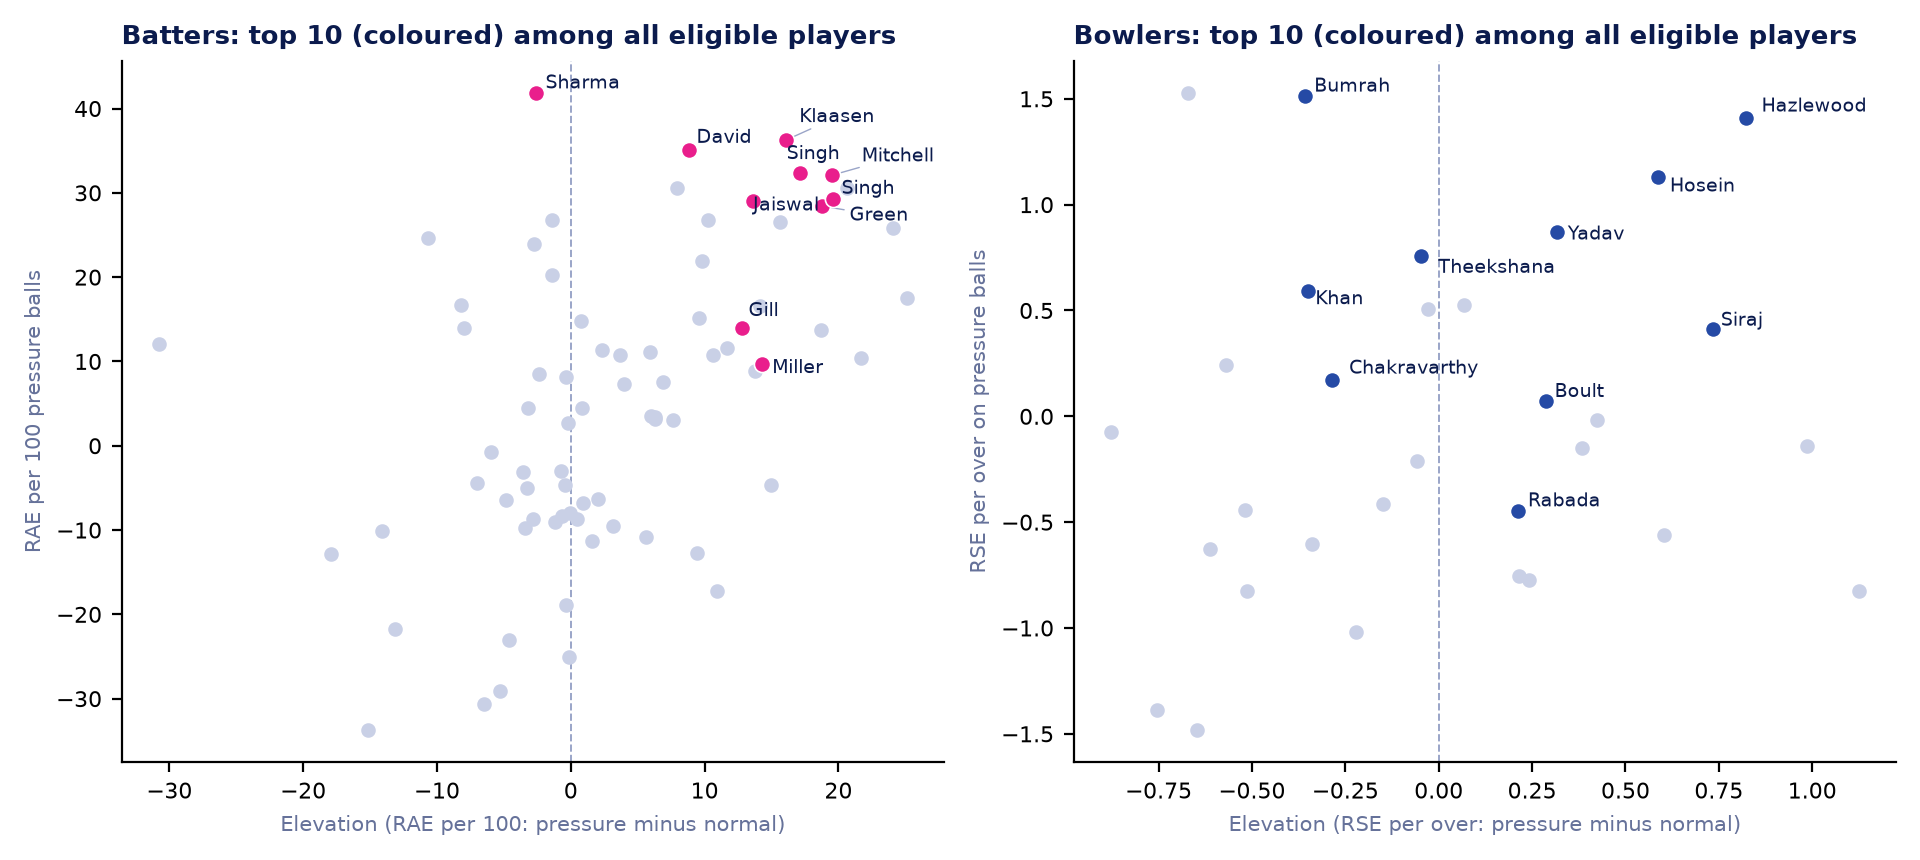 Batters: top 10 (coloured) among all eligible players
RAE per 100 pressure balls
40
30
20
10
0
−10
−20
−30
Sharma
David
Klaasen
Singh
Mitchell
Singh
Jaiswal
Green
Gill
Miller
−30
−20
−10
0
10
20
Elevation (RAE per 100: pressure minus normal)
Bowlers: top 10 (coloured) among all eligible players
RSE per over on pressure balls
1.5
1.0
0.5
0.0
−0.5
−1.0
−1.5
Bumrah
Hazlewood
Hosein
Yadav
Theekshana
Khan
Siraj
Chakravarthy
Boult
Rabada
−0.75
−0.50
−0.25
0.00
0.25
0.50
0.75
1.00
Elevation (RSE per over: pressure minus normal)